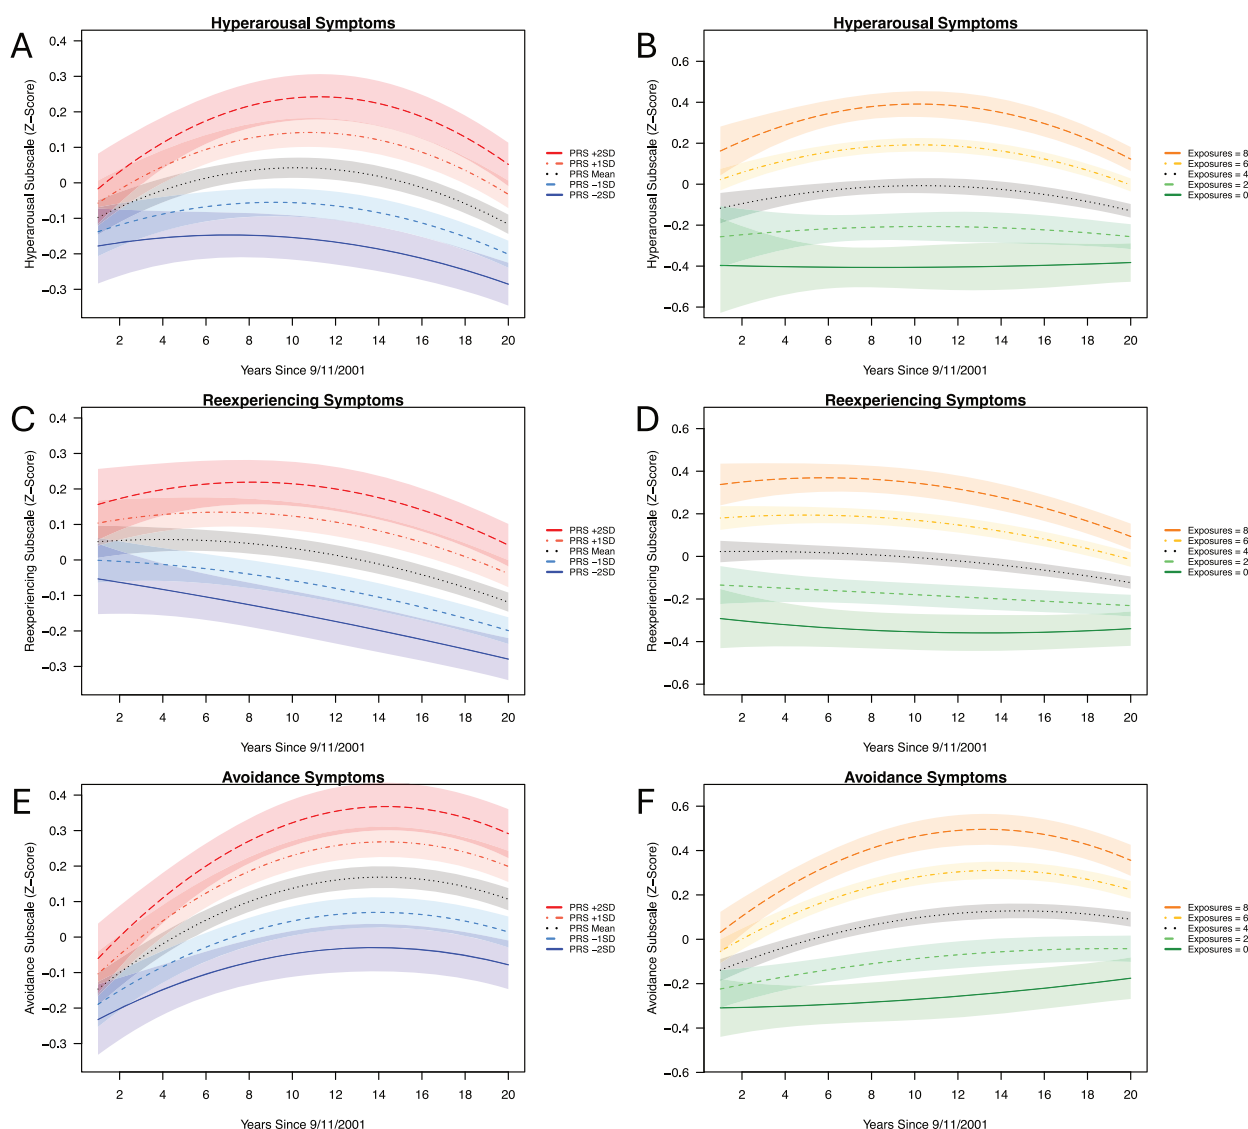 A
Hyperarousal Symptoms
Hyperarousal Subscale (Z−Score)
0.4
0.3
0.2
0.1
0
−0.1
−0.2
−0.3
2 4 6 8 10 12 14 16 18 20
Years Since 9/11/2001
PRS +2SD
PRS +1SD
PRS Mean
PRS −1SD
PRS −2SD
B
Hyperarousal Symptoms
Hyperarousal Subscale (Z−Score)
0.6
0.4
0.2
0
−0.2
−0.4
−0.6
2 4 6 8 10 12 14 16 18 20
Years Since 9/11/2001
Exposures = 8
Exposures = 6
Exposures = 4
Exposures = 2
Exposures = 0
C
Reexperiencing Symptoms
Reexperiencing Subscale (Z−Score)
0.4
0.3
0.2
0.1
0
−0.1
−0.2
−0.3
2 4 6 8 10 12 14 16 18 20
Years Since 9/11/2001
PRS +2SD
PRS +1SD
PRS Mean
PRS −1SD
PRS −2SD
D
Reexperiencing Symptoms
Reexperiencing Subscale (Z−Score)
0.6
0.4
0.2
0
−0.2
−0.4
−0.6
2 4 6 8 10 12 14 16 18 20
Years Since 9/11/2001
Exposures = 8
Exposures = 6
Exposures = 4
Exposures = 2
Exposures = 0
E
Avoidance Symptoms
Avoidance Subscale (Z−Score)
0.4
0.3
0.2
0.1
0
−0.1
−0.2
−0.3
2 4 6 8 10 12 14 16 18 20
Years Since 9/11/2001
PRS +2SD
PRS +1SD
PRS Mean
PRS −1SD
PRS −2SD
F
Avoidance Symptoms
Avoidance Subscale (Z−Score)
0.6
0.4
0.2
0
−0.2
−0.4
−0.6
2 4 6 8 10 12 14 16 18 20
Years Since 9/11/2001
Exposures = 8
Exposures = 6
Exposures = 4
Exposures = 2
Exposures = 0